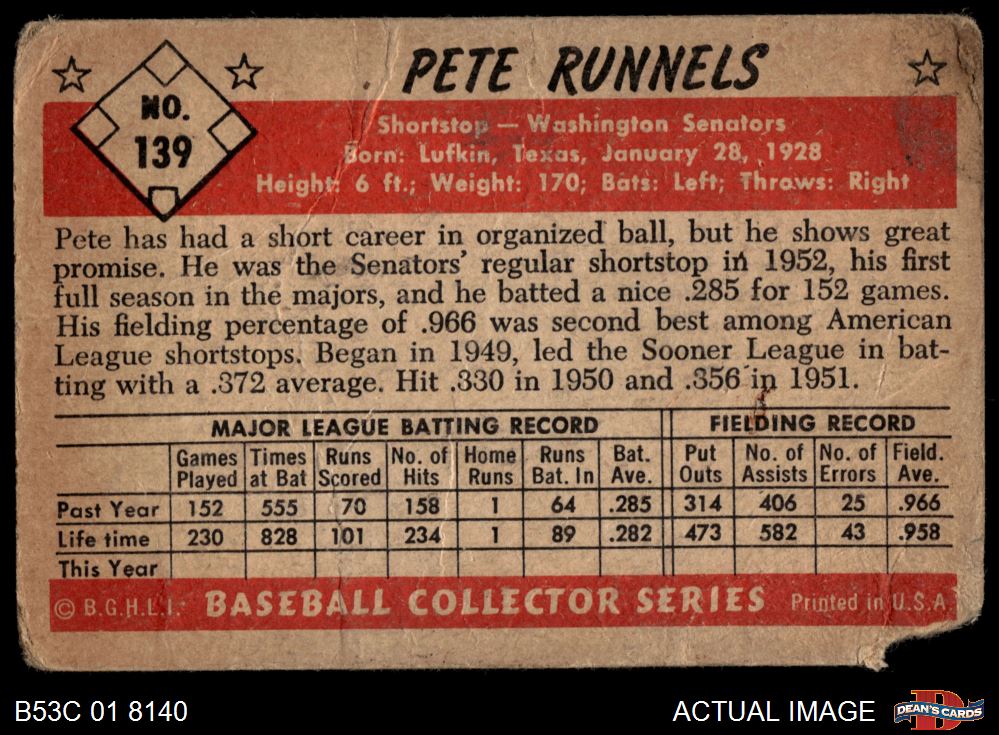 PETE RUNNELS
NO.
139
Shortstop — Washington Senators
Born: Lufkin, Texas, January 28, 1928
Height: 6 ft.; Weight: 170; Bats: Left; Throws: Right
Pete has had a short career in organized ball, but he shows great
promise. He was the Senators' regular shortstop in 1952, his first
full season in the majors, and he batted a nice .285 for 152 games.
His fielding percentage of .966 was second best among American
League shortstops. Began in 1949, led the Sooner League in bat-
ting with a .372 average. Hit .330 in 1950 and .356 in 1951.
MAJOR LEAGUE BATTING RECORD FIELDING RECORD
Games Times Runs No. of Home Runs Bat. Put No. of No. of Field.
Played at Bat Scored Hits Runs Bat. In Ave. Outs Assists Errors Ave.
Past Year 152 555 70 158 1 64 .285 314 406 25 .966
Life time 230 828 101 234 1 89 .282 473 582 43 .958
This Year
© B.G.H.L.I. BASEBALL COLLECTOR SERIES Printed in U.S.A
B53C 01 8140 ACTUAL IMAGE DEAN'S CARDS